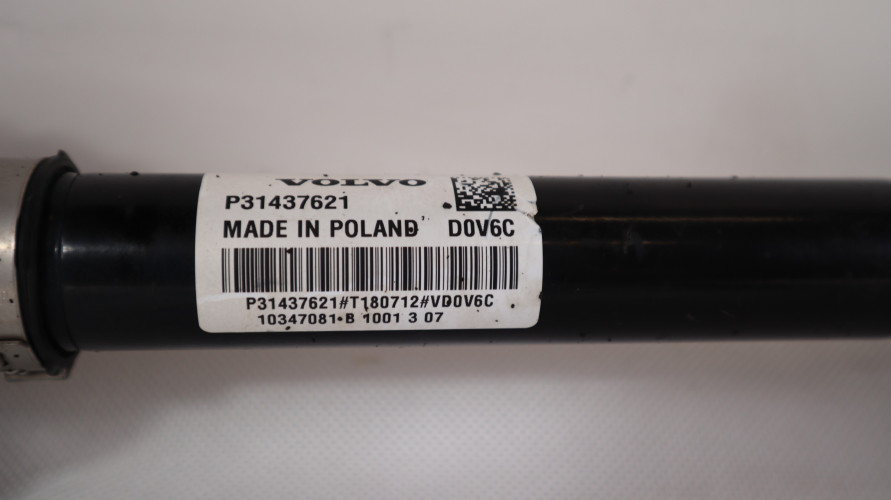 VOLVO
P31437621
MADE IN POLAND D0V6C
P31437621#T180712#VD0V6C
10347081-B 1001 3 07